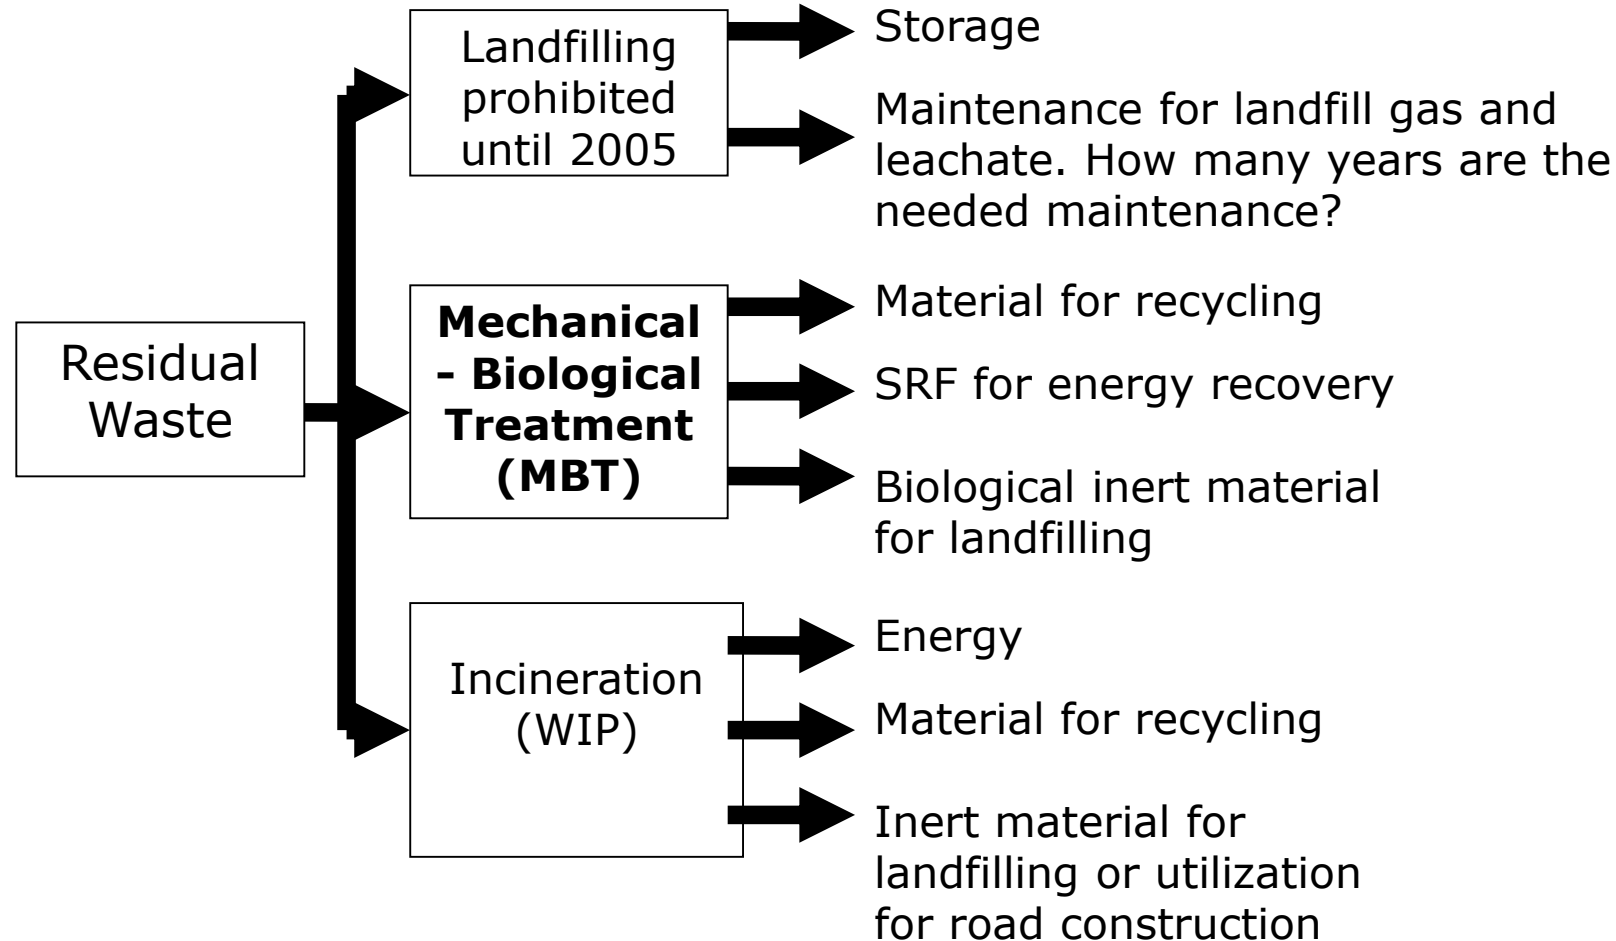 Residual
Waste
Landfilling
prohibited
until 2005
Storage
Maintenance for landfill gas and
leachate. How many years are the
needed maintenance?
Mechanical
- Biological
Treatment
(MBT)
Material for recycling
SRF for energy recovery
Biological inert material
for landfilling
Incineration
(WIP)
Energy
Material for recycling
Inert material for
landfilling or utilization
for road construction